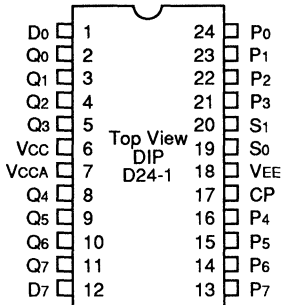 D0 1 24 P0
Q0 2 23 P1
Q1 3 22 P2
Q2 4 21 P3
Q3 5 20 S1
VCC 6 19 S0
VCCA 7 18 VEE
Q4 8 17 CP
Q5 9 16 P4
Q6 10 15 P5
Q7 11 14 P6
D7 12 13 P7
Top View
DIP
D24-1